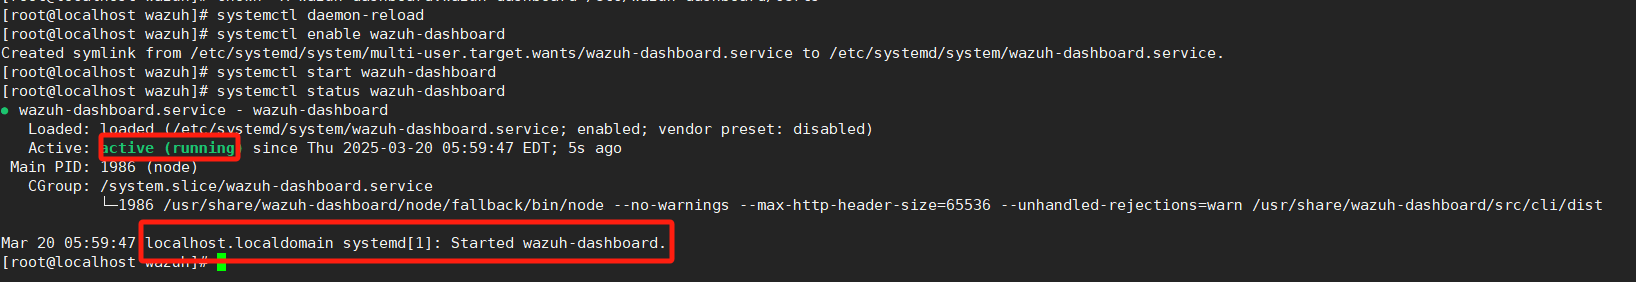 [root@localhost wazuh]# systemctl daemon-reload
[root@localhost wazuh]# systemctl enable wazuh-dashboard
Created symlink from /etc/systemd/system/multi-user.target.wants/wazuh-dashboard.service to /etc/systemd/system/wazuh-dashboard.service.
[root@localhost wazuh]# systemctl start wazuh-dashboard
[root@localhost wazuh]# systemctl status wazuh-dashboard
● wazuh-dashboard.service - wazuh-dashboard
   Loaded: loaded (/etc/systemd/system/wazuh-dashboard.service; enabled; vendor preset: disabled)
   Active: active (running) since Thu 2025-03-20 05:59:47 EDT; 5s ago
 Main PID: 1986 (node)
   CGroup: /system.slice/wazuh-dashboard.service
           └─1986 /usr/share/wazuh-dashboard/node/fallback/bin/node --no-warnings --max-http-header-size=65536 --unhandled-rejections=warn /usr/share/wazuh-dashboard/src/cli/dist
Mar 20 05:59:47 localhost.localdomain systemd[1]: Started wazuh-dashboard.
[root@localhost wazuh]#